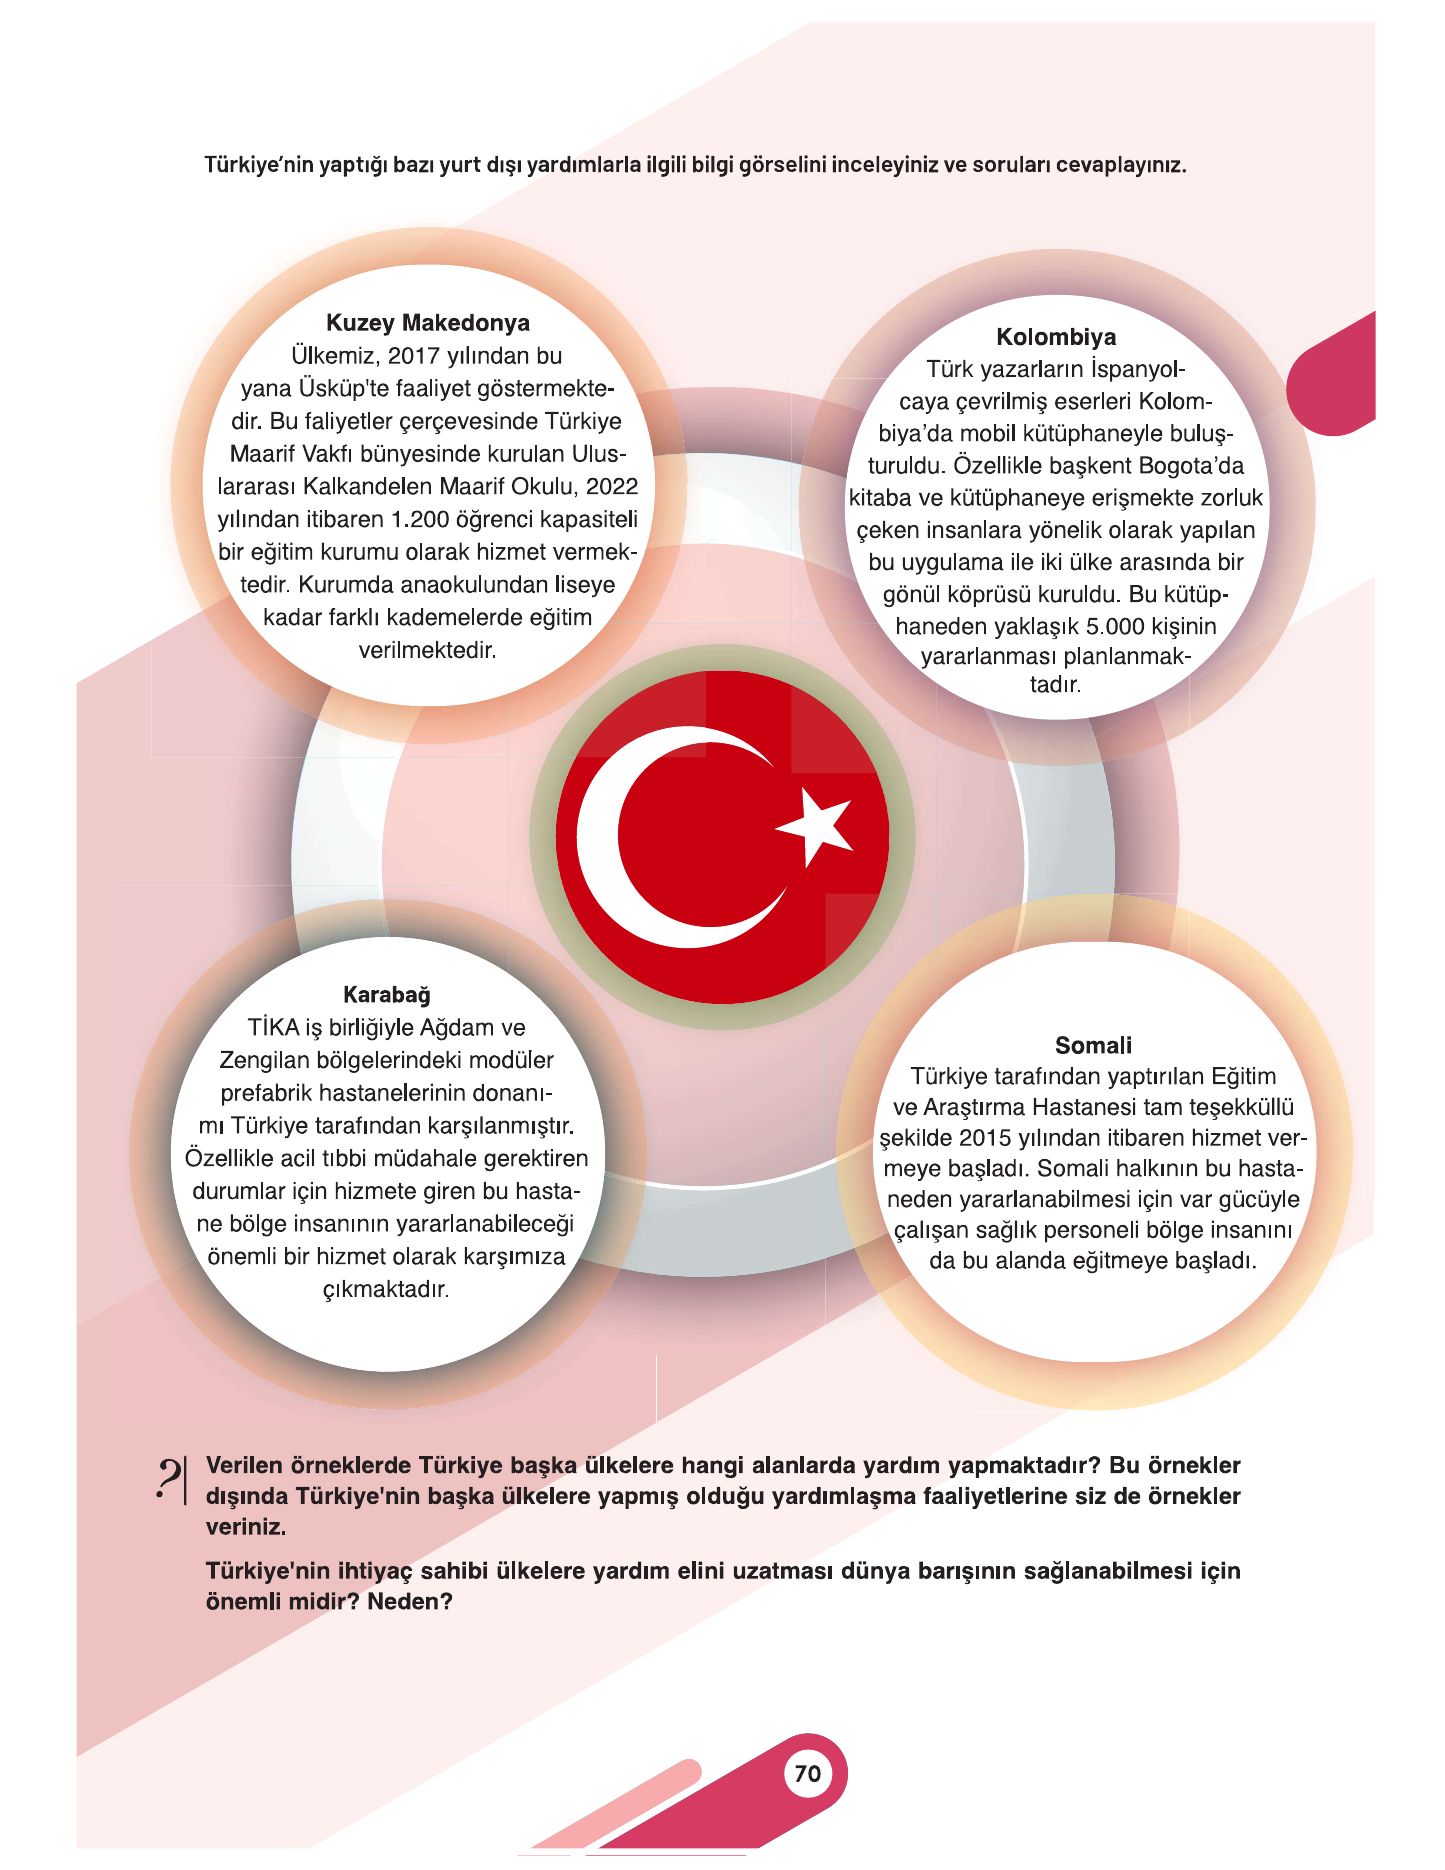 Türkiye’nin yaptığı bazı yurt dışı yardımlarla ilgili bilgi görselini inceleyiniz ve soruları cevaplayınız.
Kuzey Makedonya
Ülkemiz, 2017 yılından bu
yana Üsküp'te faaliyet göstermekte-
dir. Bu faliyetler çerçevesinde Türkiye
Maarif Vakfı bünyesinde kurulan Ulus-
lararası Kalkandelen Maarif Okulu, 2022
yılından itibaren 1.200 öğrenci kapasiteli
bir eğitim kurumu olarak hizmet vermek-
tedir. Kurumda anaokulundan liseye
kadar farklı kademelerde eğitim
verilmektedir.
Kolombiya
Türk yazarların İspanyol-
caya çevrilmiş eserleri Kolom-
biya’da mobil kütüphaneyle buluş-
turuldu. Özellikle başkent Bogota’da
kitaba ve kütüphaneye erişmekte zorluk
çeken insanlara yönelik olarak yapılan
bu uygulama ile iki ülke arasında bir
gönül köprüsü kuruldu. Bu kütüp-
haneden yaklaşık 5.000 kişinin
yararlanması planlanmak-
tadır.
Karabağ
TİKA iş birliğiyle Ağdam ve
Zengilan bölgelerindeki modüler
prefabrik hastanelerinin donanı-
mı Türkiye tarafından karşılanmıştır.
Özellikle acil tıbbi müdahale gerektiren
durumlar için hizmete giren bu hasta-
ne bölge insanının yararlanabileceği
önemli bir hizmet olarak karşımıza
çıkmaktadır.
Somali
Türkiye tarafından yaptırılan Eğitim
ve Araştırma Hastanesi tam teşekküllü
şekilde 2015 yılından itibaren hizmet ver-
meye başladı. Somali halkının bu hasta-
neden yararlanabilmesi için var gücüyle
çalışan sağlık personeli bölge insanını
da bu alanda eğitmeye başladı.
?
Verilen örneklerde Türkiye başka ülkelere hangi alanlarda yardım yapmaktadır? Bu örnekler
dışında Türkiye'nin başka ülkelere yapmış olduğu yardımlaşma faaliyetlerine siz de örnekler
veriniz.
Türkiye'nin ihtiyaç sahibi ülkelere yardım elini uzatması dünya barışının sağlanabilmesi için
önemli midir? Neden?
70